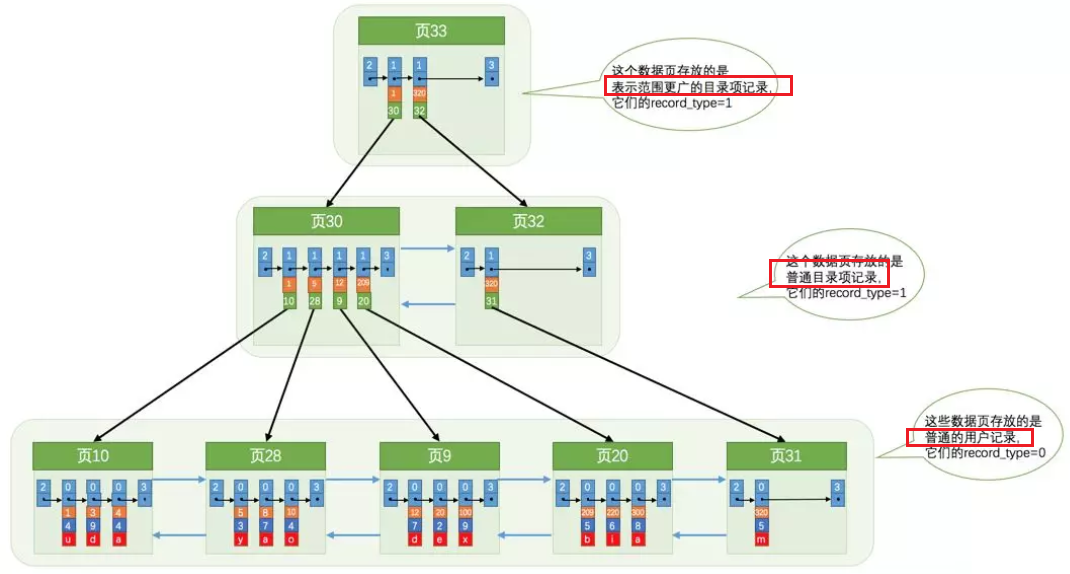 页33
2 1 1 3
1 320
30 32
这个数据页存放的是
表示范围更广的目录项记录,
它们的record_type=1
页30 页32
2 1 1 1 1 3 2 1 3
1 5 12 209 320
10 28 9 20 31
这个数据页存放的是
普通目录项记录,
它们的record_type=1
这些数据页存放的是
普通的用户记录,
它们的record_type=0
页10 页28 页9 页20 页31
2 0 0 0 3 2 0 0 0 3 2 0 0 0 3 2 0 0 0 3 2 0 3
1 3 4 5 8 10 12 20 100 209 220 300 320
4 9 4 3 7 4 7 2 9 5 6 8 5
u d a y a o d e x b i a m